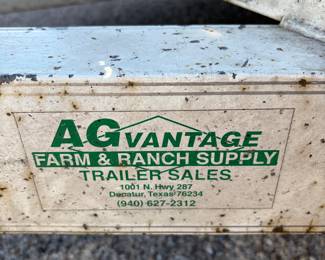 AGVANTAGE
FARM & RANCH SUPPLY
TRAILER SALES
1001 N. Hwy 287
Decatur, Texas 76234
(940) 627-2312